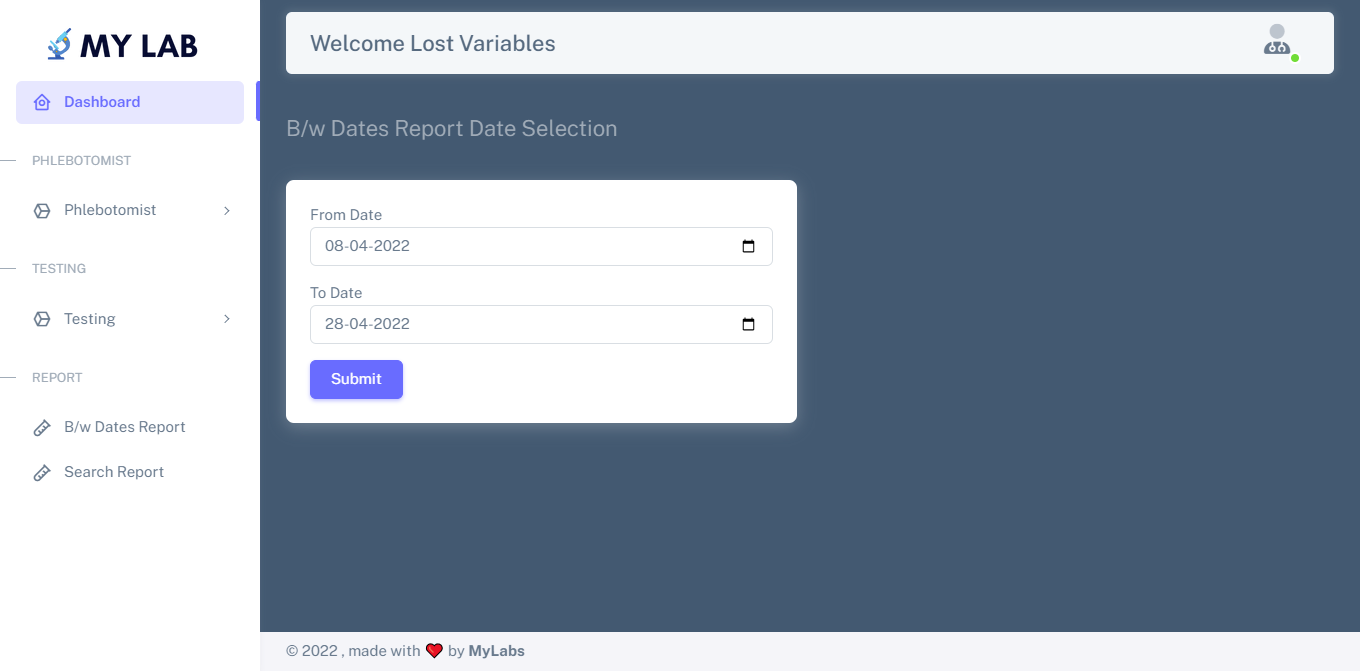 MY LAB
Dashboard
PHLEBOTOMIST
Phlebotomist
TESTING
Testing
REPORT
B/w Dates Report
Search Report
Welcome Lost Variables
B/w Dates Report Date Selection
From Date
08-04-2022
To Date
28-04-2022
Submit
© 2022 , made with ❤️ by MyLabs